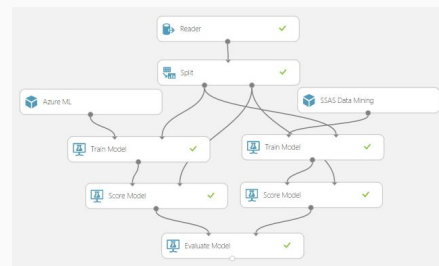 Reader
Split
Azure ML
SSAS Data Mining
Train Model
Train Model
Score Model
Score Model
Evaluate Model